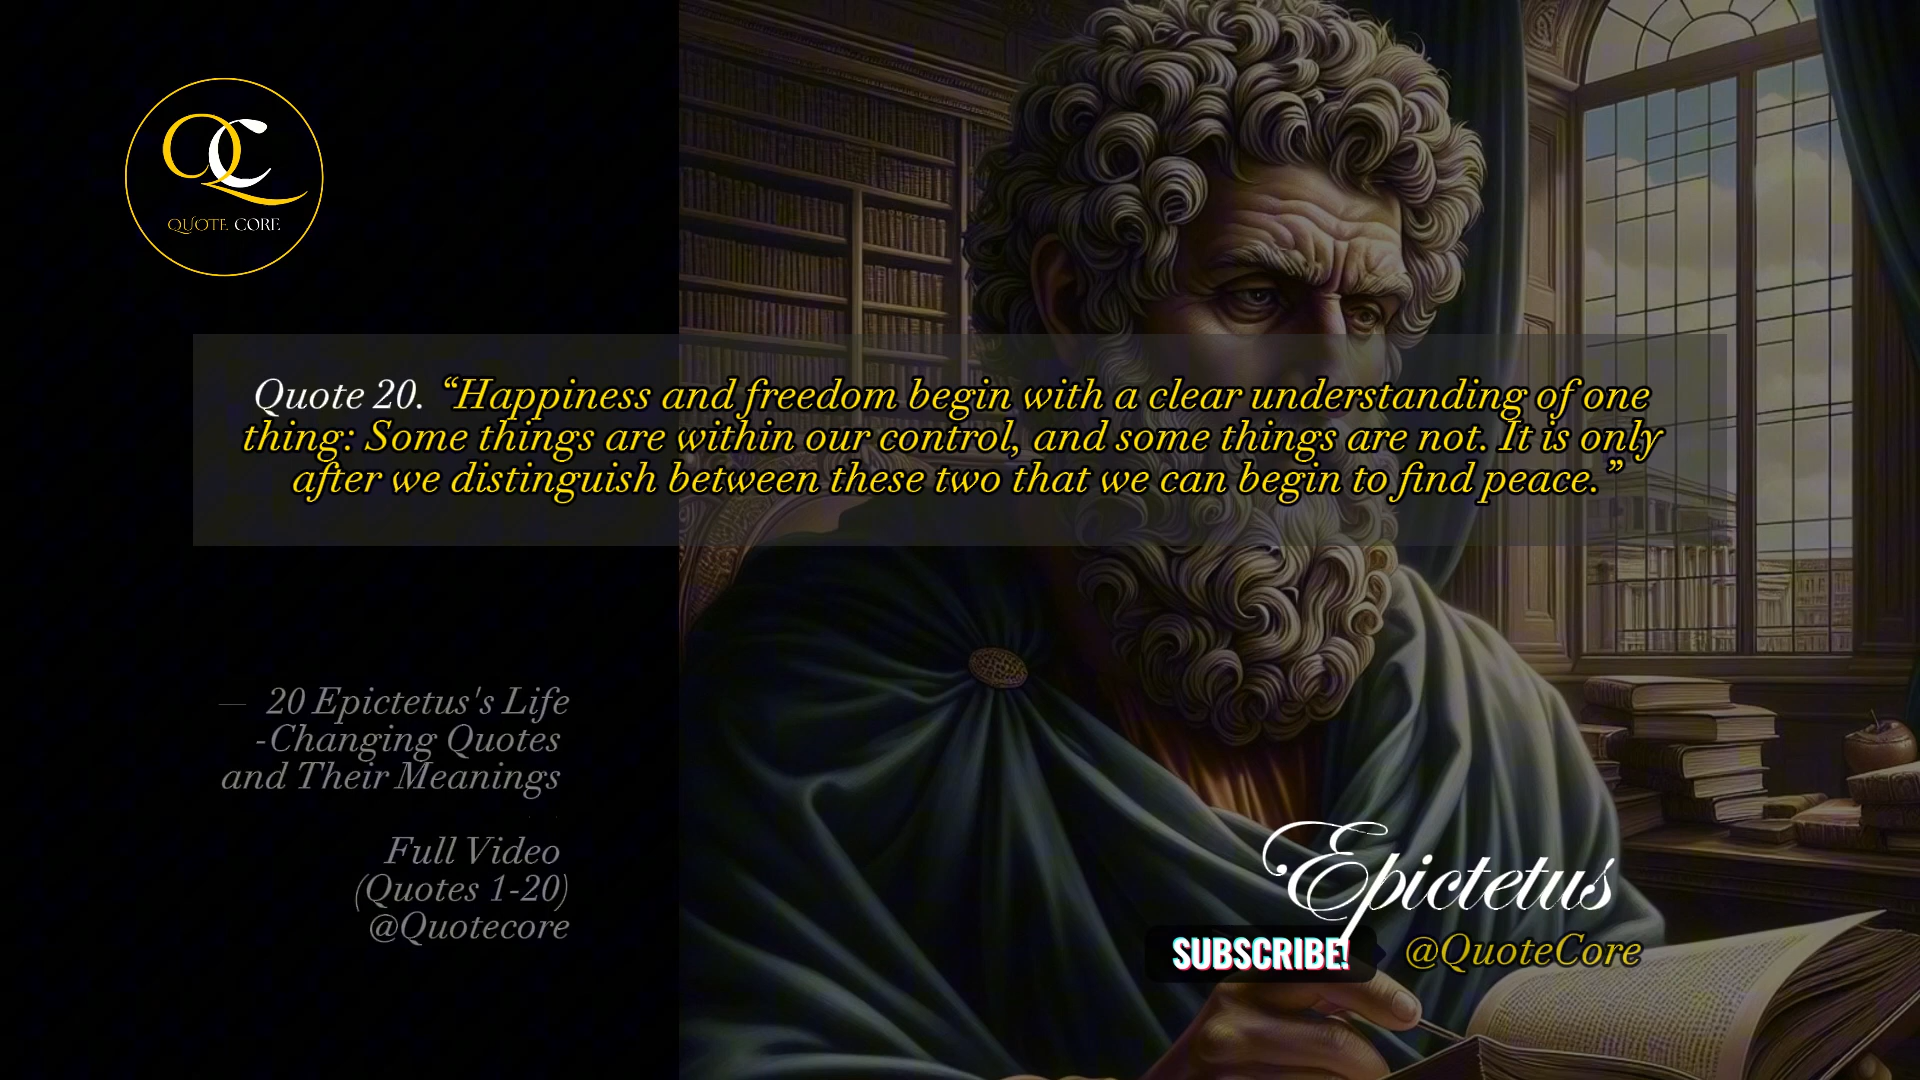 QC
QUOTE CORE
Quote 20. “Happiness and freedom begin with a clear understanding of one
thing: Some things are within our control, and some things are not. It is only
after we distinguish between these two that we can begin to find peace.”
— 20 Epictetus's Life
-Changing Quotes
and Their Meanings
Full Video
(Quotes 1-20)
@Quotecore
Epictetus
SUBSCRIBE!
@QuoteCore